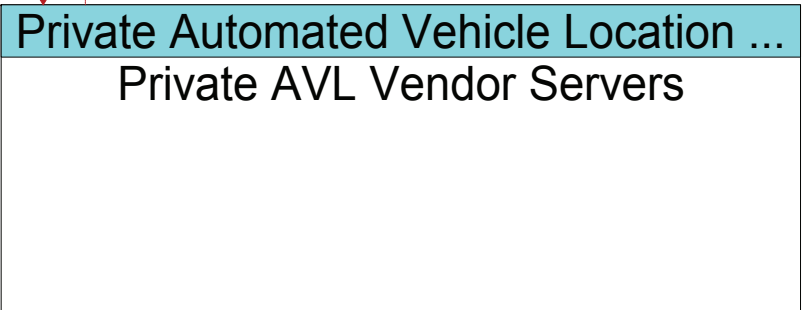 Private Automated Vehicle Location ...
Private AVL Vendor Servers